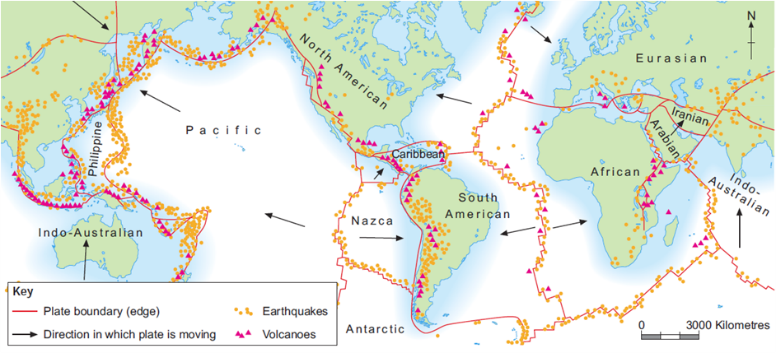 N
Eurasian
North American
Iranian
Arabian
Philippine
Pacific
Caribbean
African
Indo-
Australian
South
American
Nazca
Indo-Australian
Key
Plate boundary (edge)
Earthquakes
Direction in which plate is moving
Volcanoes
Antarctic
0 3000 Kilometres